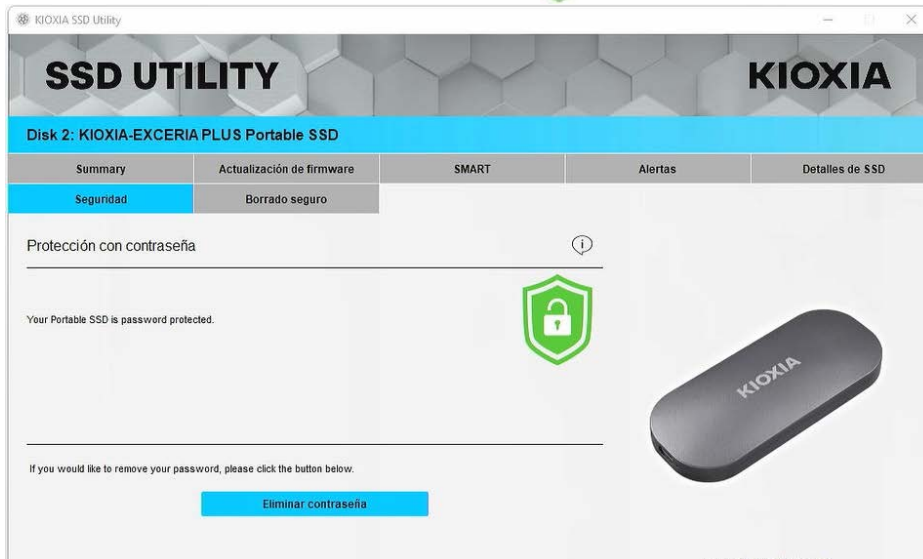 KIOXIA SSD Utility
SSD UTILITY
KIOXIA
Disk 2: KIOXIA-EXCERIA PLUS Portable SSD
Summary
Actualización de firmware
SMART
Alertas
Detalles de SSD
Seguridad
Borrado seguro
Protección con contraseña
i
Your Portable SSD is password protected.
KIOXIA
If you would like to remove your password, please click the button below.
Eliminar contraseña